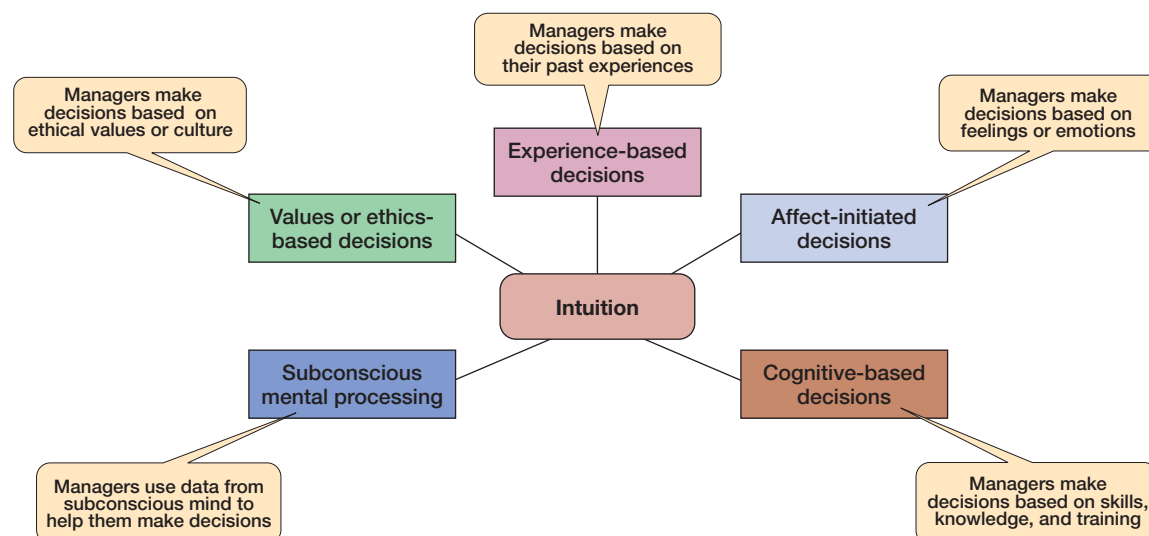 Managers make
decisions based on
their past experiences
Managers make
decisions based  on
ethical values or culture
Managers make
decisions based on
feelings or emotions
Experience-based
decisions
Values or ethics-
based decisions
Affect-initiated
decisions
Intuition
Subconscious
mental processing
Cognitive-based
decisions
Managers use data from
subconscious mind to
help them make decisions
Managers make
decisions based on skills,
knowledge, and training